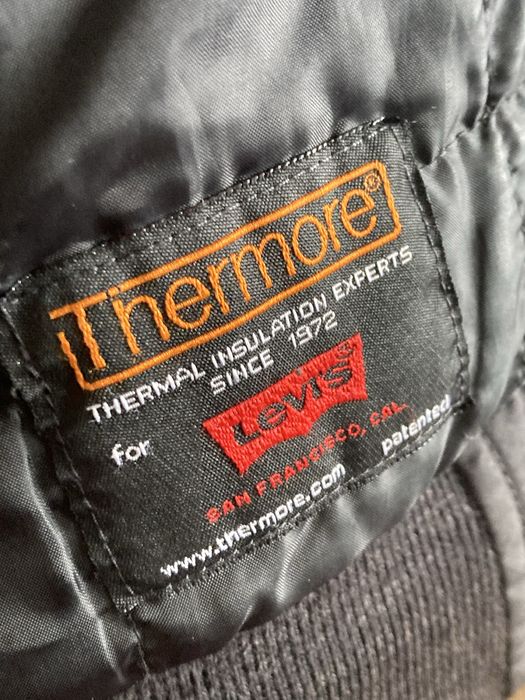 Thermore®
THERMAL INSULATION EXPERTS
SINCE 1972
for
Levi's®
SAN FRANCISCO, CAL.
www.thermore.com patented